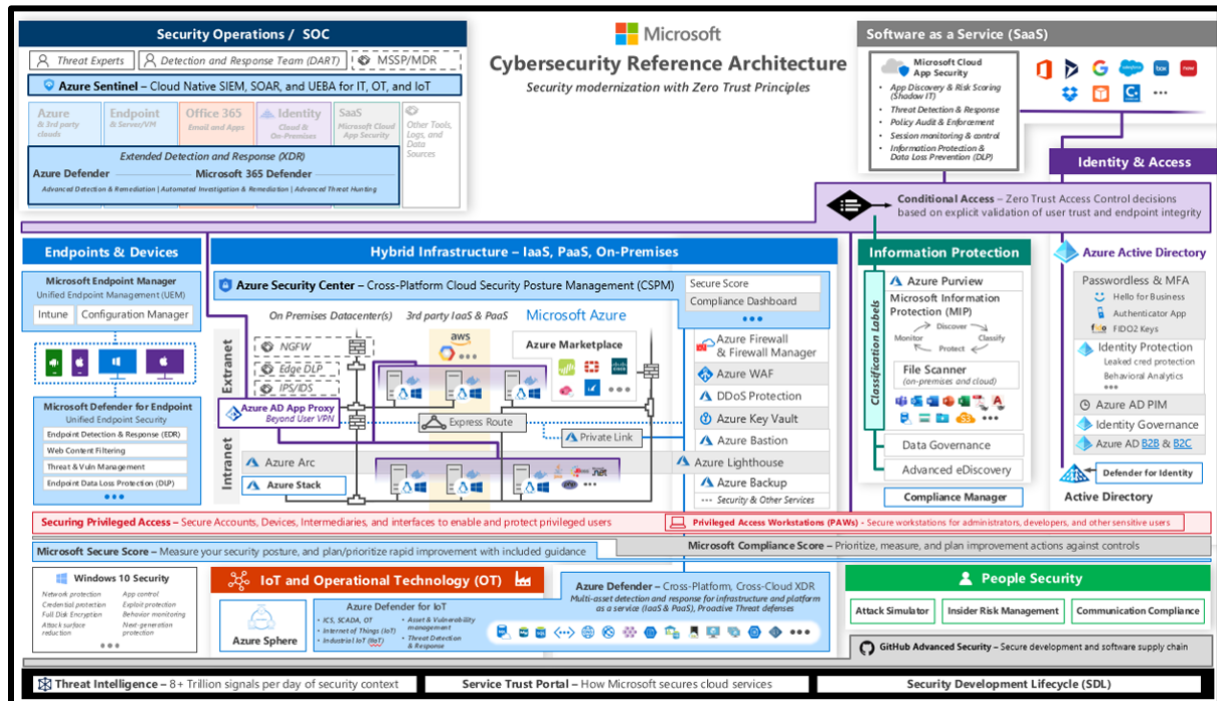 Security Operations / SOC
Threat Experts
Detection and Response Team (DART)
MSSP/MDR
Azure Sentinel – Cloud Native SIEM, SOAR, and UEBA for IT, OT, and IoT
Azure
& 3rd party
clouds
Endpoint
& Server/VM
Office 365
Email and Apps
Identity
Cloud &
On-Premises
SaaS
Microsoft Cloud
App Security
Other Tools,
Logs, and
Data
Sources
Extended Detection and Response (XDR)
Azure Defender
Microsoft 365 Defender
Advanced Detection & Remediation | Automated Investigation & Remediation | Advanced Threat Hunting
Microsoft
Cybersecurity Reference Architecture
Security modernization with Zero Trust Principles
Software as a Service (SaaS)
Microsoft Cloud
App Security
• App Discovery & Risk Scoring
(Shadow IT)
• Threat Detection & Response
• Policy Audit & Enforcement
• Session monitoring & control
• Information Protection &
Data Loss Prevention (DLP)
box
Identity & Access
Conditional Access – Zero Trust Access Control decisions
based on explicit validation of user trust and endpoint integrity
Endpoints & Devices
Microsoft Endpoint Manager
Unified Endpoint Management (UEM)
Intune
Configuration Manager
Microsoft Defender for Endpoint
Unified Endpoint Security
Endpoint Detection & Response (EDR)
Web Content Filtering
Threat & Vuln Management
Endpoint Data Loss Protection (DLP)
Hybrid Infrastructure – IaaS, PaaS, On-Premises
Azure Security Center – Cross-Platform Cloud Security Posture Management (CSPM)
Secure Score
Compliance Dashboard
On Premises Datacenter(s)
3rd party IaaS & PaaS
Microsoft Azure
Extranet
NGFW
Edge DLP
IPS/IDS
aws
Azure Marketplace
Azure AD App Proxy
Beyond User VPN
Express Route
Private Link
Intranet
Azure Arc
Azure Stack
Azure Firewall
& Firewall Manager
Azure WAF
DDoS Protection
Azure Key Vault
Azure Bastion
Azure Lighthouse
Azure Backup
Security & Other Services
Information Protection
Classification Labels
Azure Purview
Microsoft Information
Protection (MIP)
Discover
Monitor
Classify
Protect
File Scanner
(on-premises and cloud)
Data Governance
Advanced eDiscovery
Compliance Manager
Azure Active Directory
Passwordless & MFA
Hello for Business
Authenticator App
FIDO2 Keys
Identity Protection
Leaked cred protection
Behavioral Analytics
Azure AD PIM
Identity Governance
Azure AD B2B & B2C
Defender for Identity
Active Directory
Securing Privileged Access – Secure Accounts, Devices, Intermediaries, and interfaces to enable and protect privileged users
Privileged Access Workstations (PAWs) - Secure workstations for administrators, developers, and other sensitive users
Microsoft Secure Score – Measure your security posture, and plan/prioritize rapid improvement with included guidance
Microsoft Compliance Score – Prioritize, measure, and plan improvement actions against controls
Windows 10 Security
Network protection
Credential protection
Full Disk Encryption
Attack surface
reduction
App control
Exploit protection
Behavior monitoring
Next-generation
protection
IoT and Operational Technology (OT)
Azure Sphere
Azure Defender for IoT
• ICS, SCADA, OT
• Internet of Things (IoT)
• Industrial IoT (IIoT)
• Asset & Vulnerability
management
• Threat Detection
& Response
Azure Defender – Cross-Platform, Cross-Cloud XDR
Multi-asset detection and response for infrastructure and platform
as a service (IaaS & PaaS), Proactive Threat defenses
People Security
Attack Simulator
Insider Risk Management
Communication Compliance
GitHub Advanced Security – Secure development and software supply chain
Threat Intelligence – 8+ Trillion signals per day of security context
Service Trust Portal – How Microsoft secures cloud services
Security Development Lifecycle (SDL)